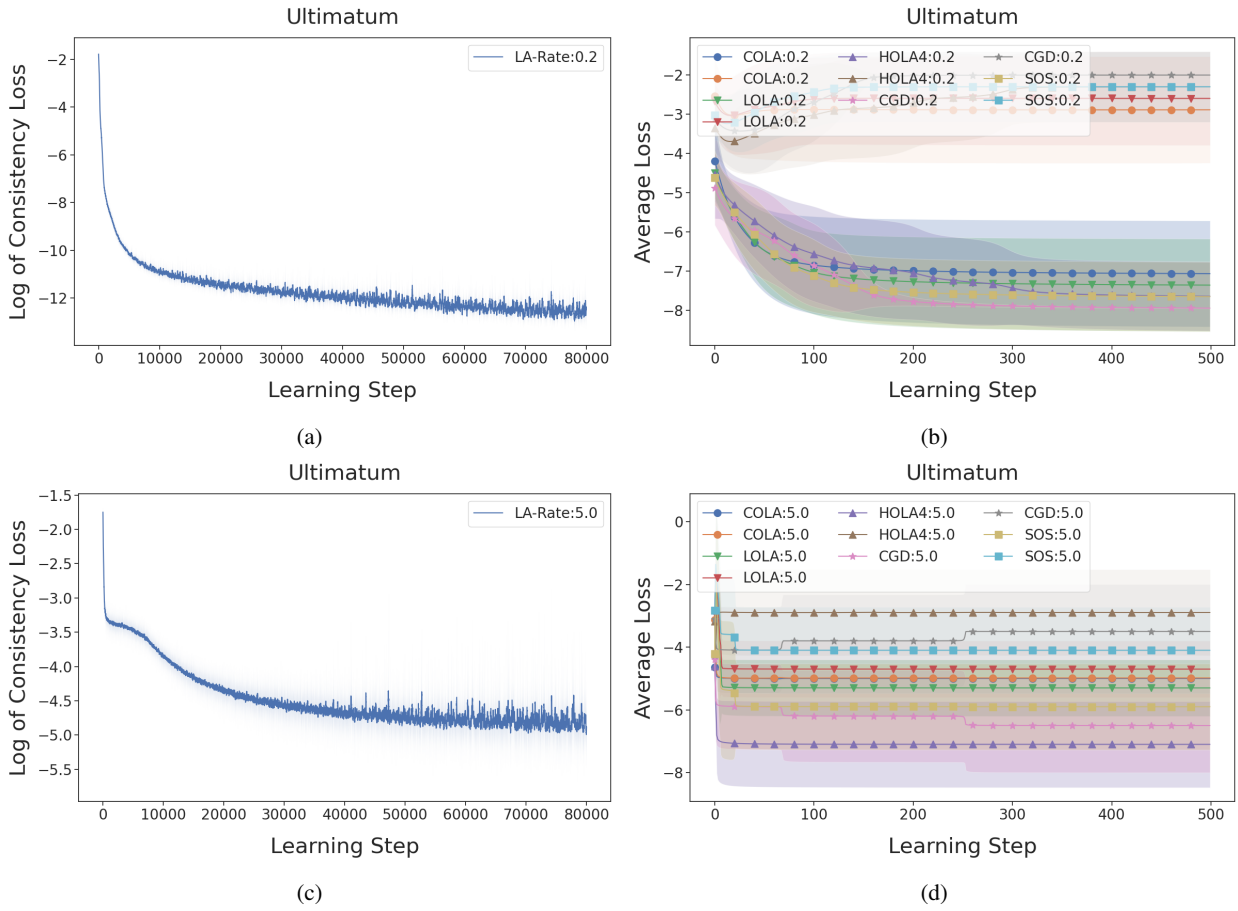 Ultimatum
Log of Consistency Loss
−2
−4
−6
−8
−10
−12
LA-Rate:0.2
0 10000 20000 30000 40000 50000 60000 70000 80000
Learning Step
(a)
Ultimatum
Average Loss
−2
−3
−4
−5
−6
−7
−8
COLA:0.2 HOLA4:0.2 CGD:0.2
COLA:0.2 HOLA4:0.2 SOS:0.2
LOLA:0.2 CGD:0.2 SOS:0.2
LOLA:0.2
0 100 200 300 400 500
Learning Step
(b)
Ultimatum
Log of Consistency Loss
−1.5
−2.0
−2.5
−3.0
−3.5
−4.0
−4.5
−5.0
−5.5
LA-Rate:5.0
0 10000 20000 30000 40000 50000 60000 70000 80000
Learning Step
(c)
Ultimatum
Average Loss
0
−2
−4
−6
−8
COLA:5.0 HOLA4:5.0 CGD:5.0
COLA:5.0 HOLA4:5.0 SOS:5.0
LOLA:5.0 CGD:5.0 SOS:5.0
LOLA:5.0
0 100 200 300 400 500
Learning Step
(d)